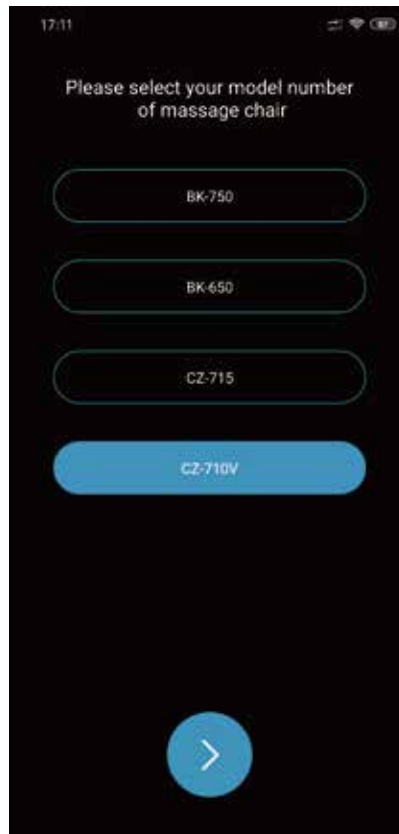 17:11
Please select your model number
of massage chair
BK-750
BK-650
CZ-715
CZ-710V